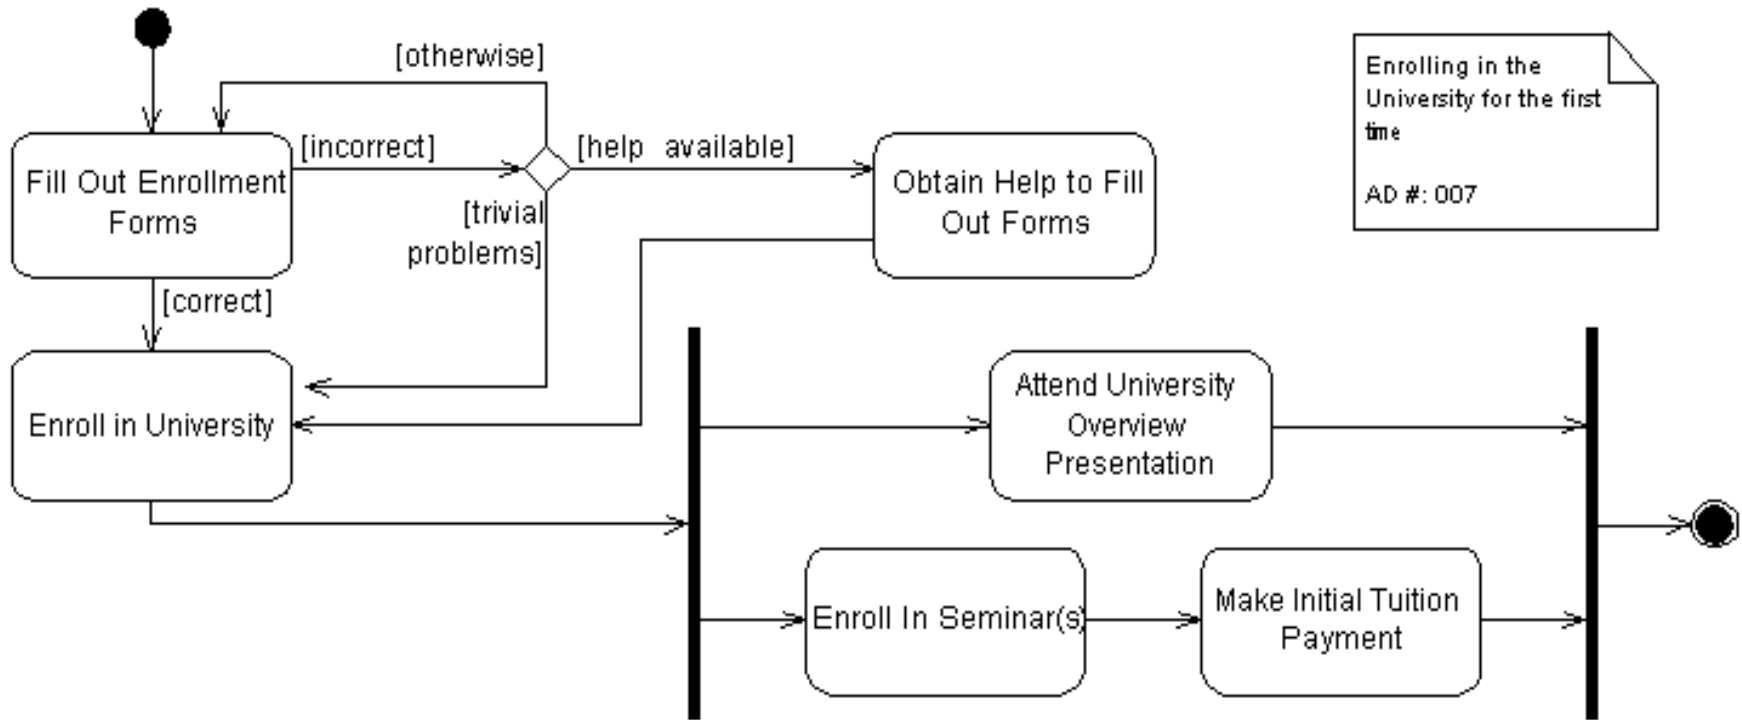 [otherwise]
Enrolling in the
University for the first
time
AD #: 007
[incorrect]
[help available]
Fill Out Enrollment
Forms
Obtain Help to Fill
Out Forms
[trivial
problems]
[correct]
Enroll in University
Attend University
Overview
Presentation
Enroll In Seminar(s)
Make Initial Tuition
Payment